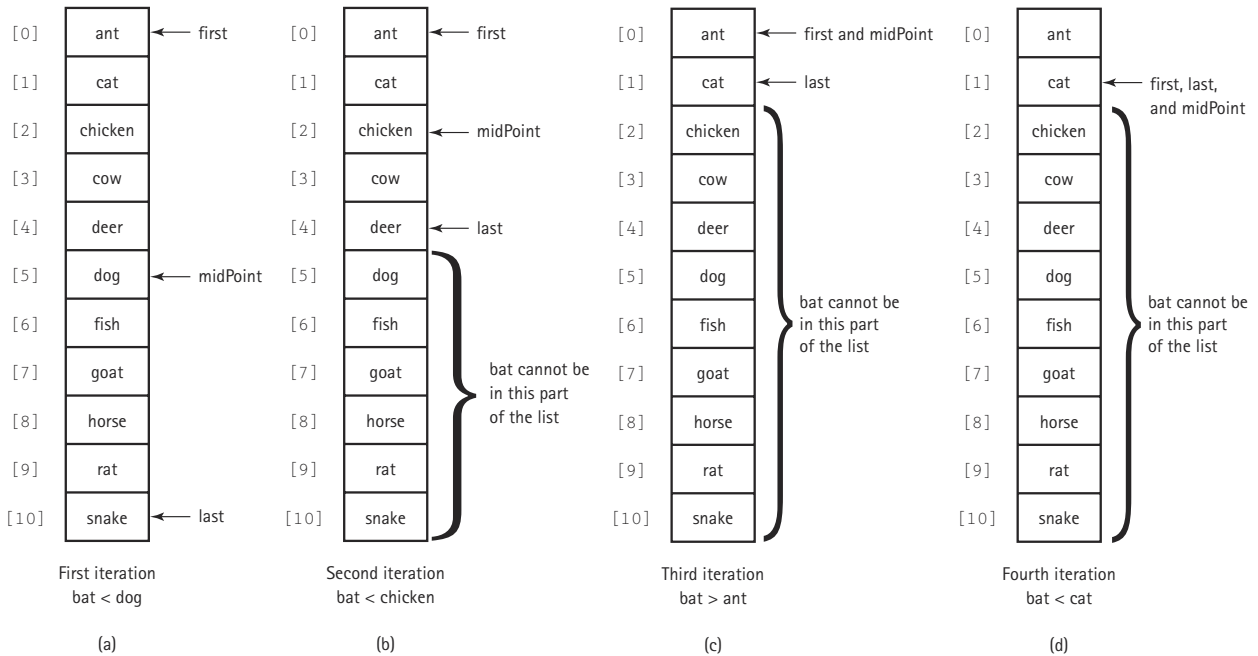 [0] ant first
[1] cat
[2] chicken
[3] cow
[4] deer
[5] dog midPoint
[6] fish
[7] goat
[8] horse
[9] rat
[10] snake last
First iteration
bat < dog
(a)
[0] ant first
[1] cat
[2] chicken midPoint
[3] cow
[4] deer last
[5] dog
[6] fish
[7] goat
[8] horse
[9] rat
[10] snake
bat cannot be
in this part
of the list
Second iteration
bat < chicken
(b)
[0] ant first and midPoint
[1] cat last
[2] chicken
[3] cow
[4] deer
[5] dog
[6] fish
[7] goat
[8] horse
[9] rat
[10] snake
bat cannot be
in this part
of the list
Third iteration
bat > ant
(c)
[0] ant
[1] cat first, last,
and midPoint
[2] chicken
[3] cow
[4] deer
[5] dog
[6] fish
[7] goat
[8] horse
[9] rat
[10] snake
bat cannot be
in this part
of the list
Fourth iteration
bat < cat
(d)